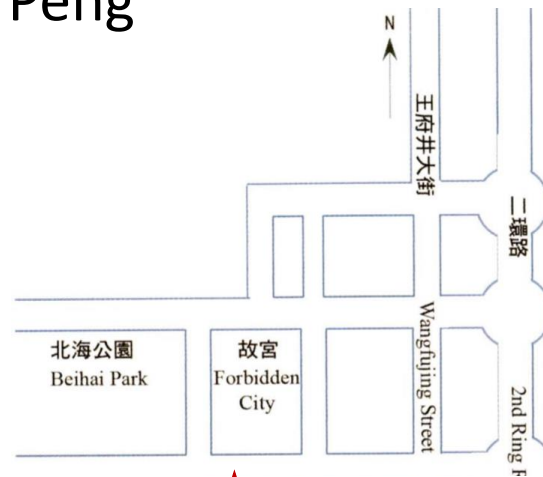 Peng
N
王府井大街
二環路
北海公園
Beihai Park
故宮
Forbidden
City
Wangfujing Street
2nd Ring